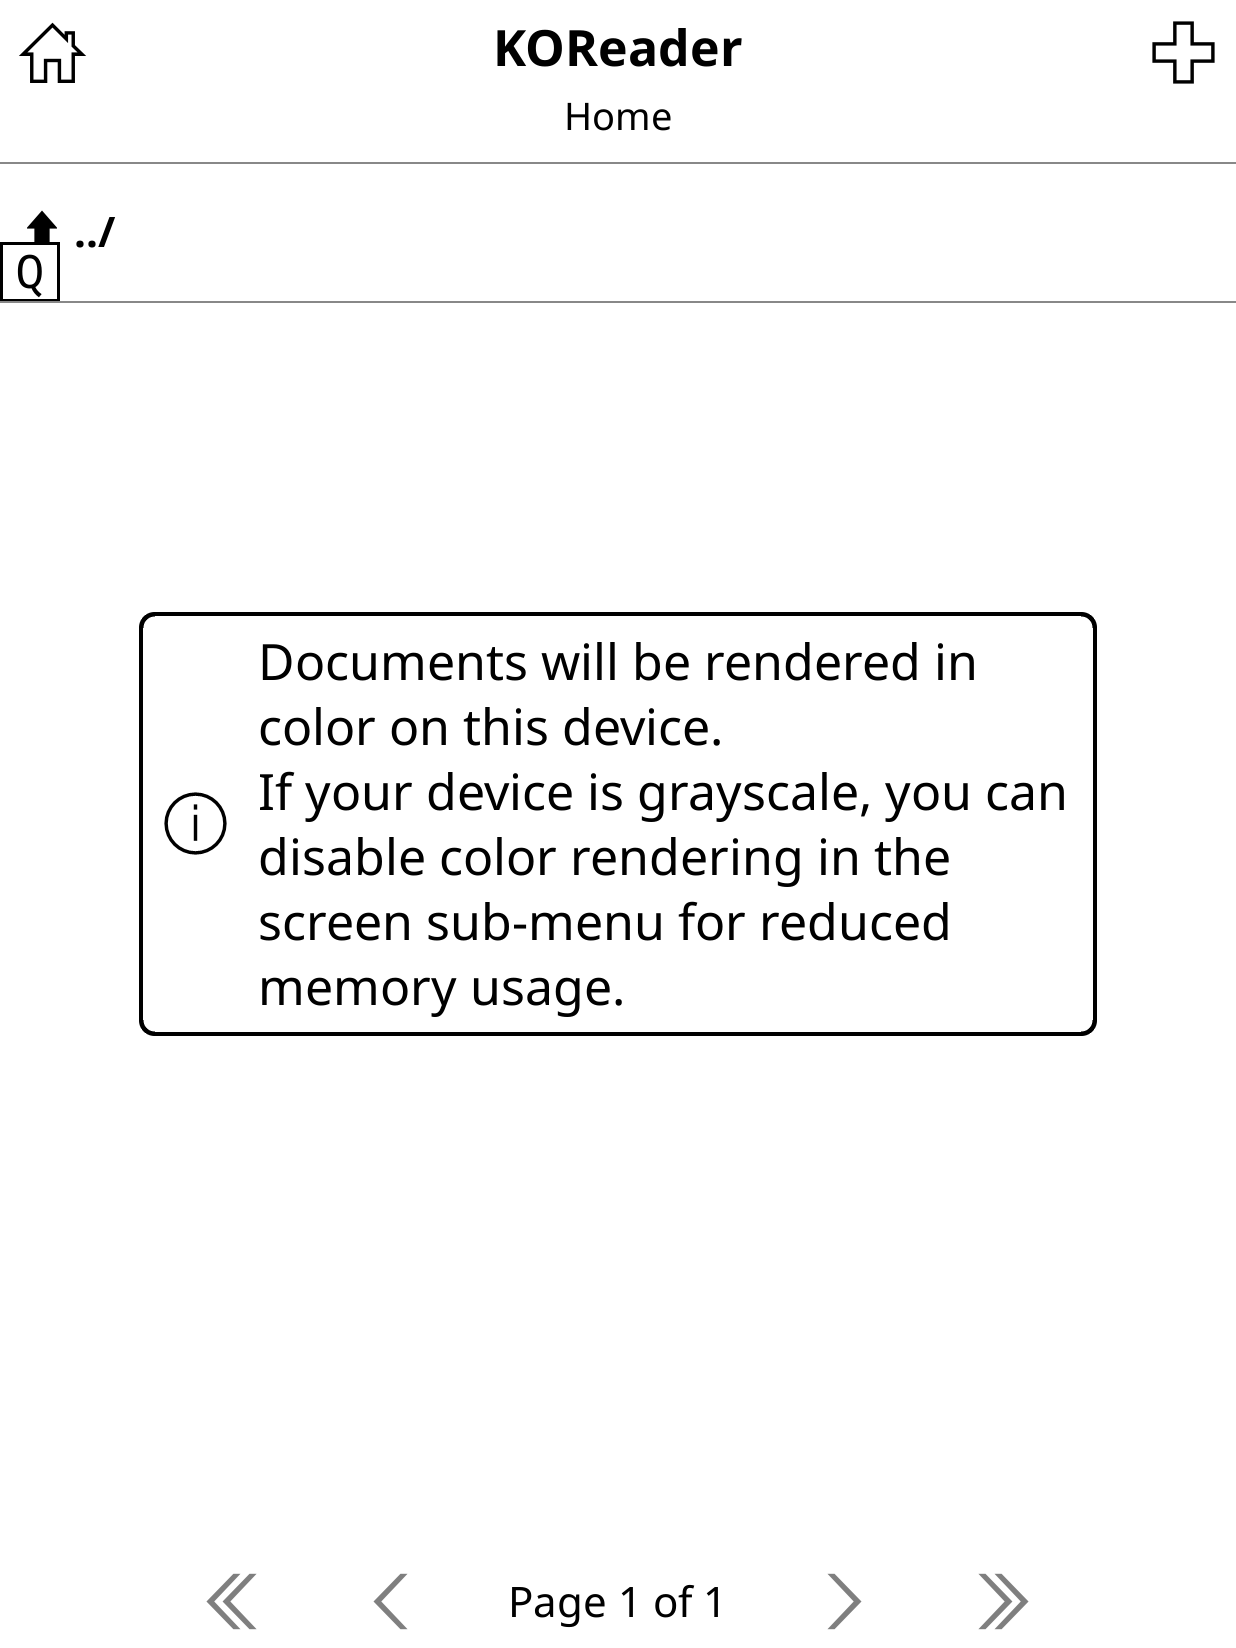 KOReader
Home
../
Q
Documents will be rendered in
color on this device.
If your device is grayscale, you can
disable color rendering in the
screen sub-menu for reduced
memory usage.
Page 1 of 1